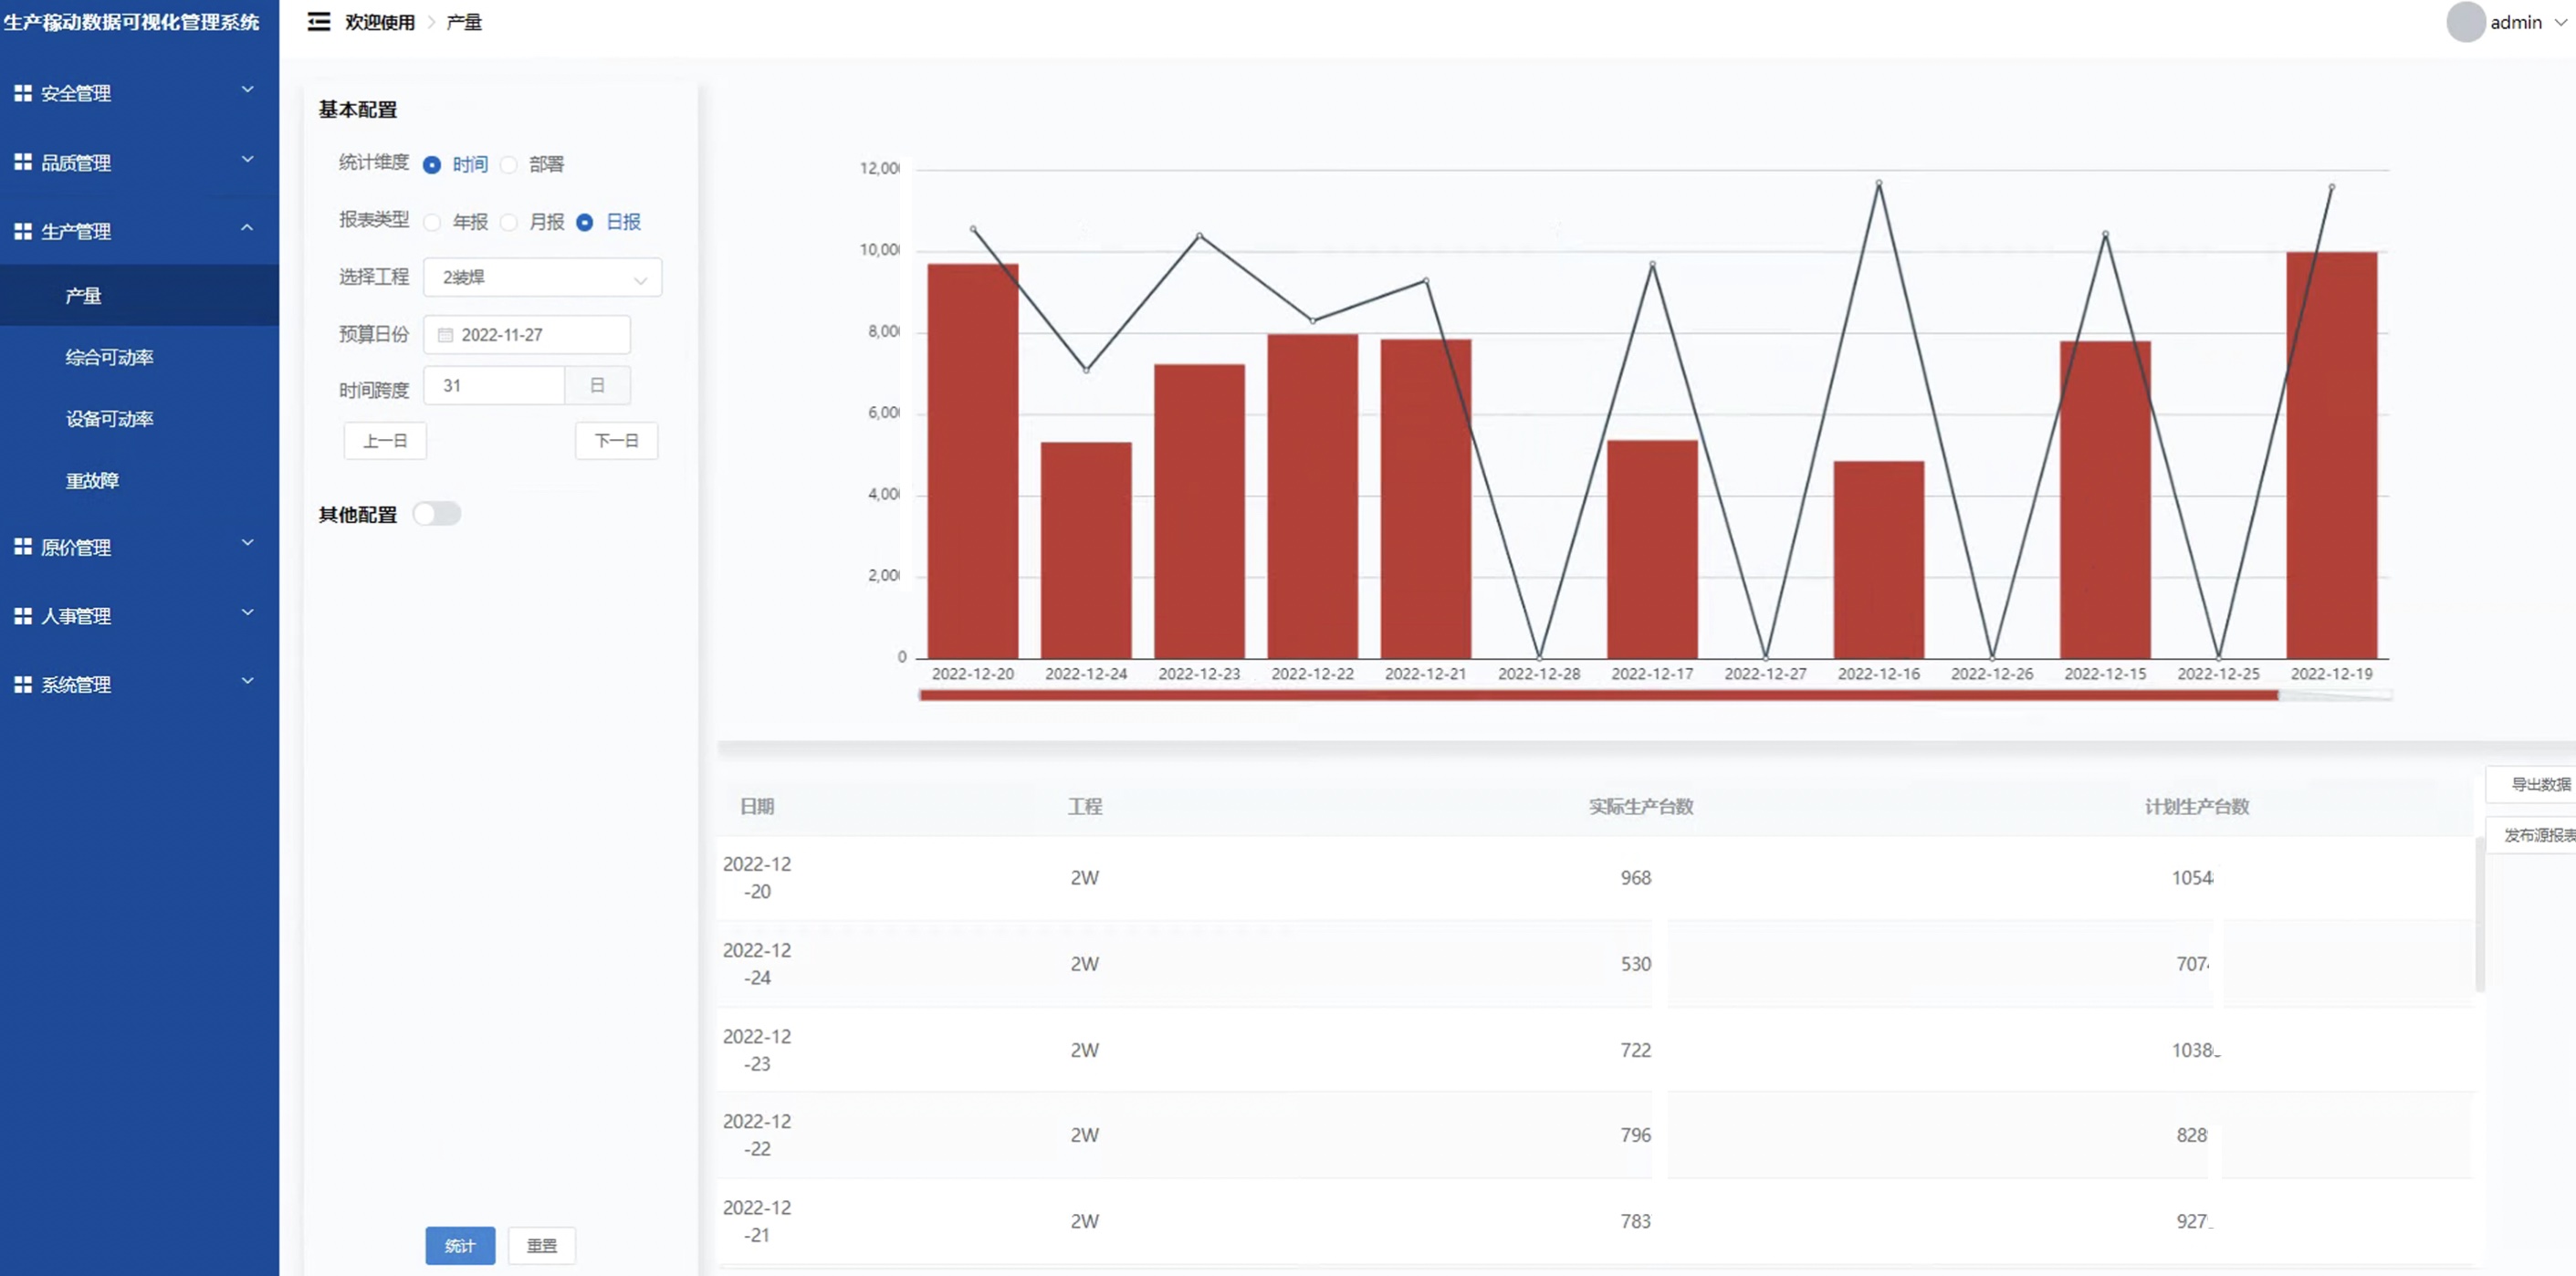 生产稼动数据可视化管理系统
欢迎使用 > 产量
admin
安全管理
品质管理
生产管理
产量
综合可动率
设备可动率
重故障
原价管理
人事管理
系统管理
基本配置
统计维度 时间 部署
报表类型 年报 月报 日报
选择工程 2装焊
预算日份 2022-11-27
时间跨度 31 日
上一日 下一日
其他配置
统计 重置
12,00
10,00
8,00
6,00
4,00
2,00
0
2022-12-20 2022-12-24 2022-12-23 2022-12-22 2022-12-21 2022-12-28 2022-12-17 2022-12-27 2022-12-16 2022-12-26 2022-12-15 2022-12-25 2022-12-19
导出数据
发布源报表
日期 工程 实际生产台数 计划生产台数
2022-12
-20 2W 968 1054
2022-12
-24 2W 530 707
2022-12
-23 2W 722 1038
2022-12
-22 2W 796 828
2022-12
-21 2W 783 927